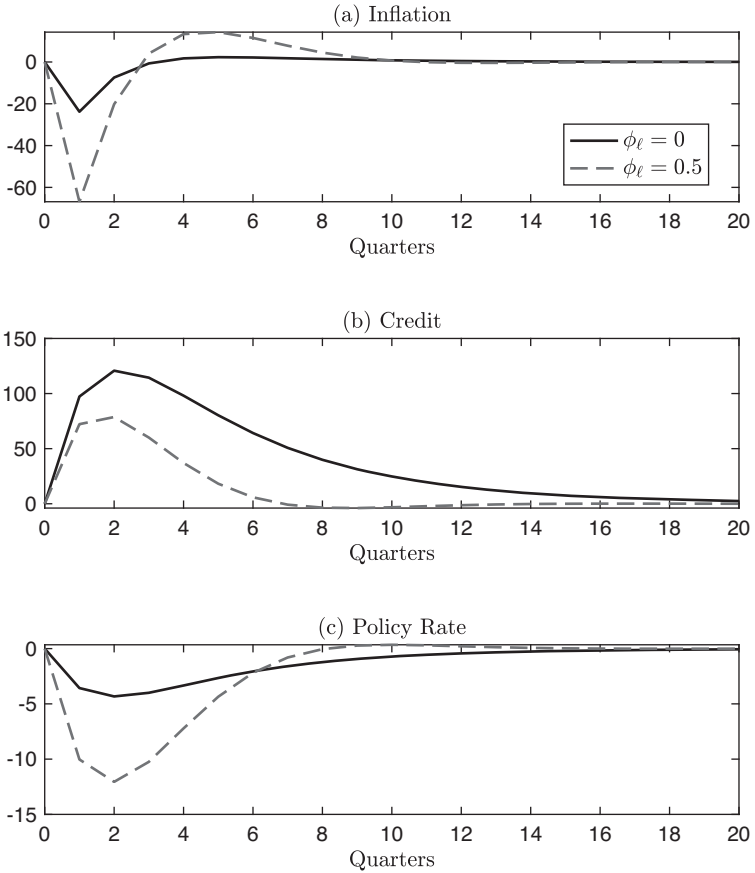 (a) Inflation
0
-20
-40
-60
ϕℓ = 0
ϕℓ = 0.5
0 2 4 6 8 10 12 14 16 18 20
Quarters
(b) Credit
150
100
50
0
0 2 4 6 8 10 12 14 16 18 20
Quarters
(c) Policy Rate
0
-5
-10
-15
0 2 4 6 8 10 12 14 16 18 20
Quarters